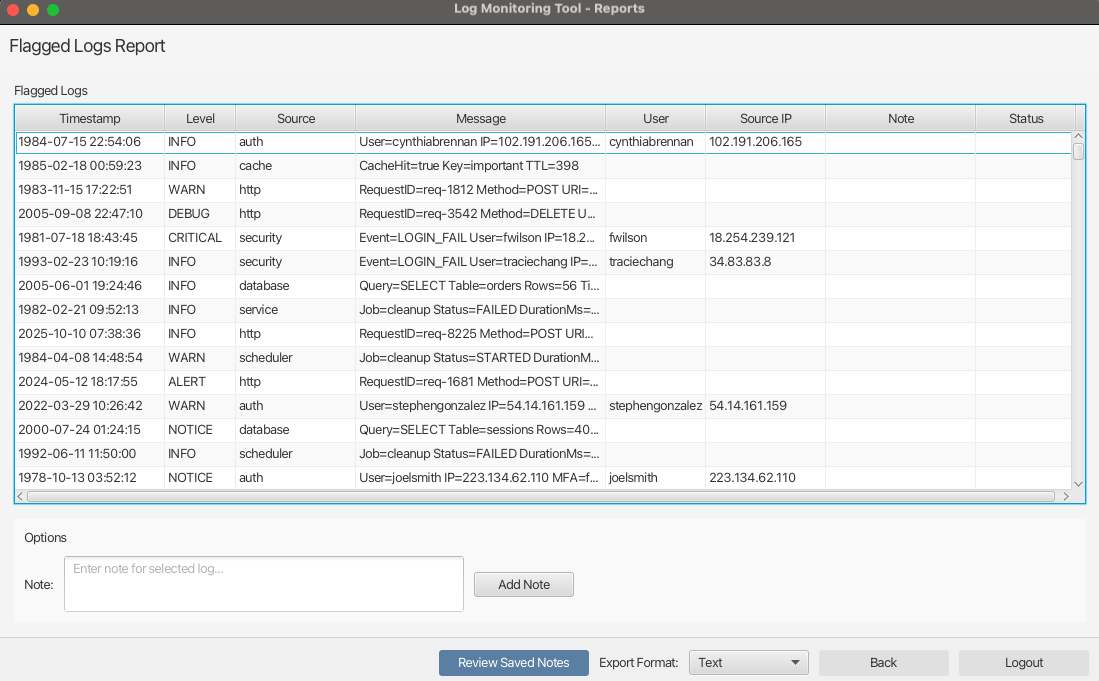 Log Monitoring Tool - Reports
Flagged Logs Report
Flagged Logs
Timestamp Level Source Message User Source IP Note Status
1984-07-15 22:54:06 INFO auth User=cynthiabrennan IP=102.191.206.165... cynthiabrennan 102.191.206.165
1985-02-18 00:59:23 INFO cache CacheHit=true Key=important TTL=398
1983-11-15 17:22:51 WARN http RequestID=req-1812 Method=POST URI=...
2005-09-08 22:47:10 DEBUG http RequestID=req-3542 Method=DELETE U...
1981-07-18 18:43:45 CRITICAL security Event=LOGIN_FAIL User=fwilson IP=18.2... fwilson 18.254.239.121
1993-02-23 10:19:16 INFO security Event=LOGIN_FAIL User=traciechang IP=... traciechang 34.83.83.8
2005-06-01 19:24:46 INFO database Query=SELECT Table=orders Rows=56 Ti...
1982-02-21 09:52:13 INFO service Job=cleanup Status=FAILED DurationMs=...
2025-10-10 07:38:36 INFO http RequestID=req-8225 Method=POST URI...
1984-04-08 14:48:54 WARN scheduler Job=cleanup Status=STARTED DurationM...
2024-05-12 18:17:55 ALERT http RequestID=req-1681 Method=POST URI=...
2022-03-29 10:26:42 WARN auth User=stephengonzalez IP=54.14.161.159 ... stephengonzalez 54.14.161.159
2000-07-24 01:24:15 NOTICE database Query=SELECT Table=sessions Rows=40...
1992-06-11 11:50:00 INFO scheduler Job=cleanup Status=FAILED DurationMs=...
1978-10-13 03:52:12 NOTICE auth User=joelsmith IP=223.134.62.110 MFA=f... joelsmith 223.134.62.110
Options
Note: Enter note for selected log... Add Note
Review Saved Notes Export Format: Text Back Logout